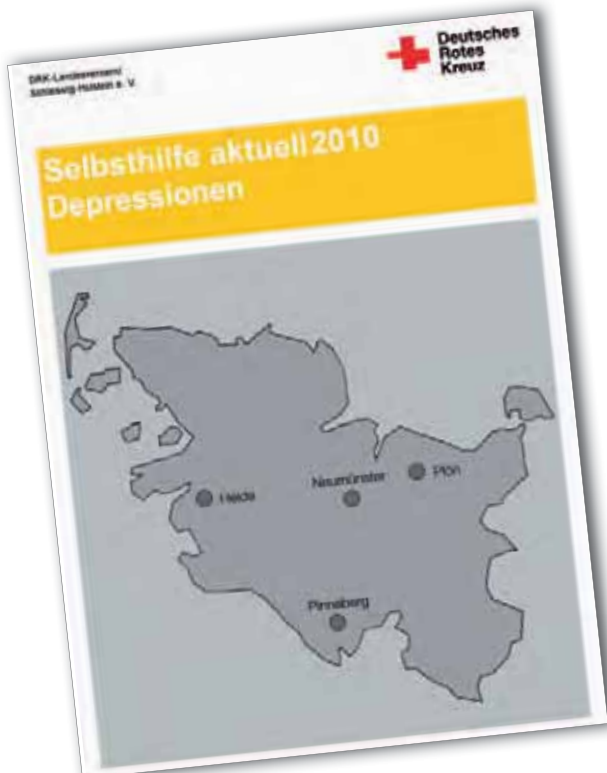 DRK-Landesverband
Schleswig-Holstein e. V.
Deutsches
Rotes
Kreuz
Selbsthilfe aktuell 2010
Depressionen
Heide
Neumünster
Plön
Pinneberg